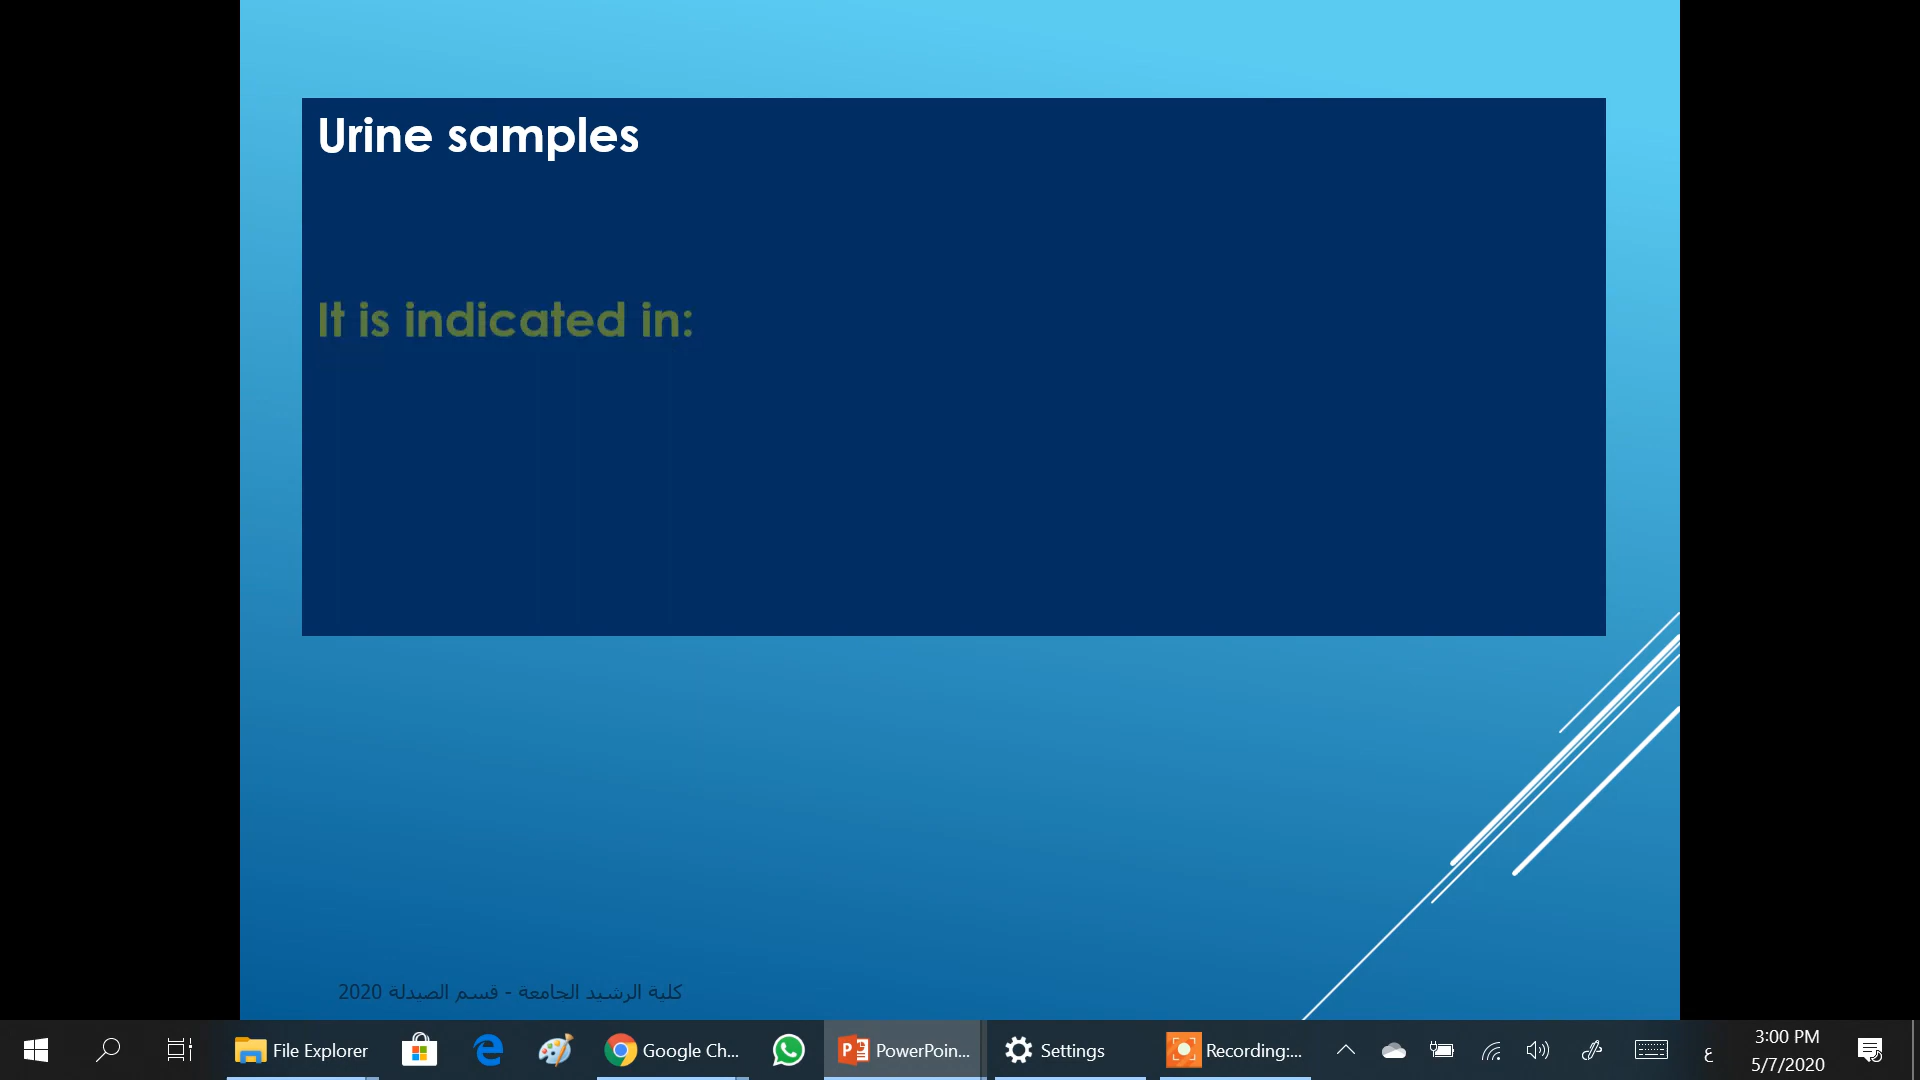 Urine samples
It is indicated in:
كلية الرشيد الجامعة - قسم الصيدلة 2020
File Explorer
Google Ch...
PowerPoin...
Settings
Recording:...
ع
3:00 PM
5/7/2020